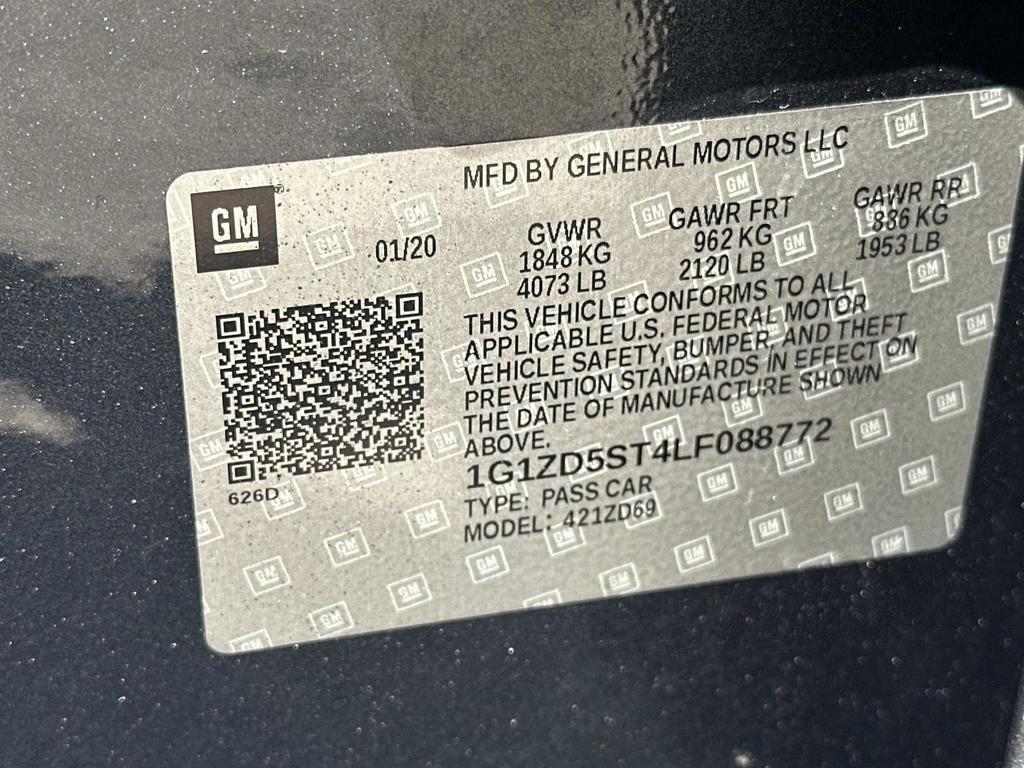 MFD BY GENERAL MOTORS LLC
GM
01/20
GVWR
1848 KG
4073 LB
GAWR FRT
962 KG
2120 LB
GAWR RR
886 KG
1953 LB
THIS VEHICLE CONFORMS TO ALL
APPLICABLE U.S. FEDERAL MOTOR
VEHICLE SAFETY, BUMPER, AND THEFT
PREVENTION STANDARDS IN EFFECT ON
THE DATE OF MANUFACTURE SHOWN
ABOVE.
1G1ZD5ST4LF088772
TYPE: PASS CAR
MODEL: 421ZD69
626D